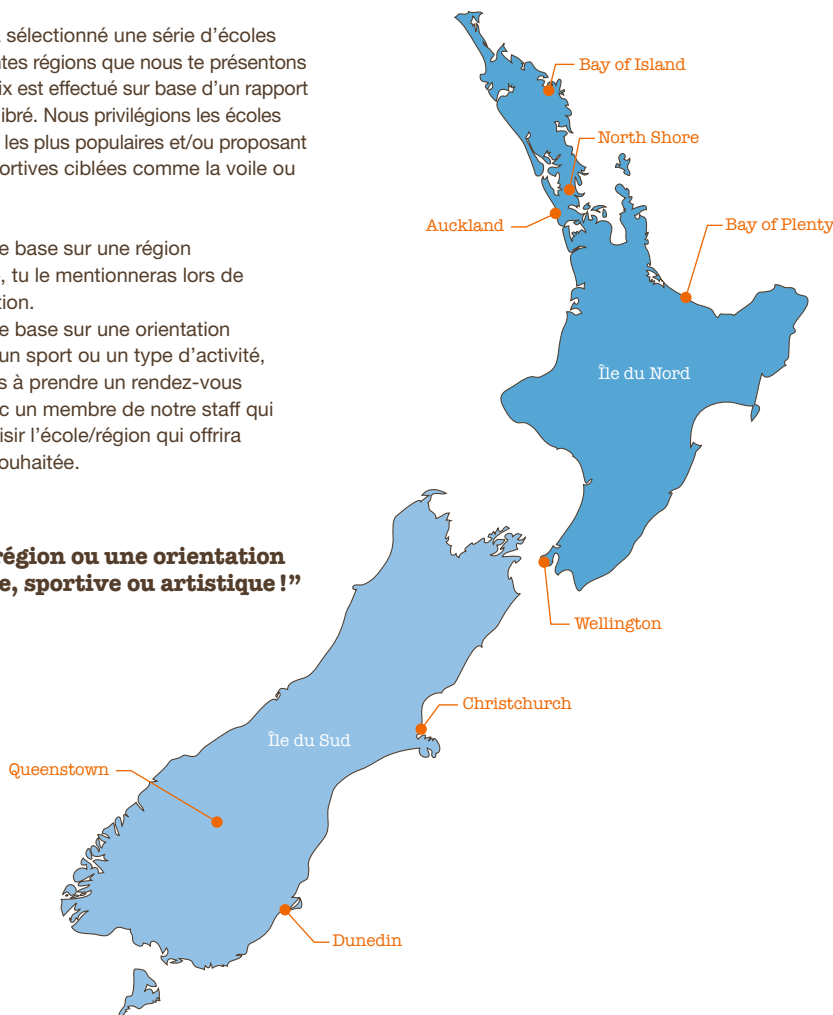 sélectionné une série d’écoles
ntes régions que nous te présentons
ix est effectué sur base d’un rapport
libré. Nous privilégions les écoles
les plus populaires et/ou proposant
ortives ciblées comme la voile ou
e base sur une région
, tu le mentionneras lors de
tion.
e base sur une orientation
un sport ou un type d’activité,
s à prendre un rendez-vous
c un membre de notre staff qui
isir l’école/région qui offrira
souhaitée.
région ou une orientation
e, sportive ou artistique !”
Bay of Island
North Shore
Auckland
Bay of Plenty
Île du Nord
Wellington
Christchurch
Île du Sud
Queenstown
Dunedin